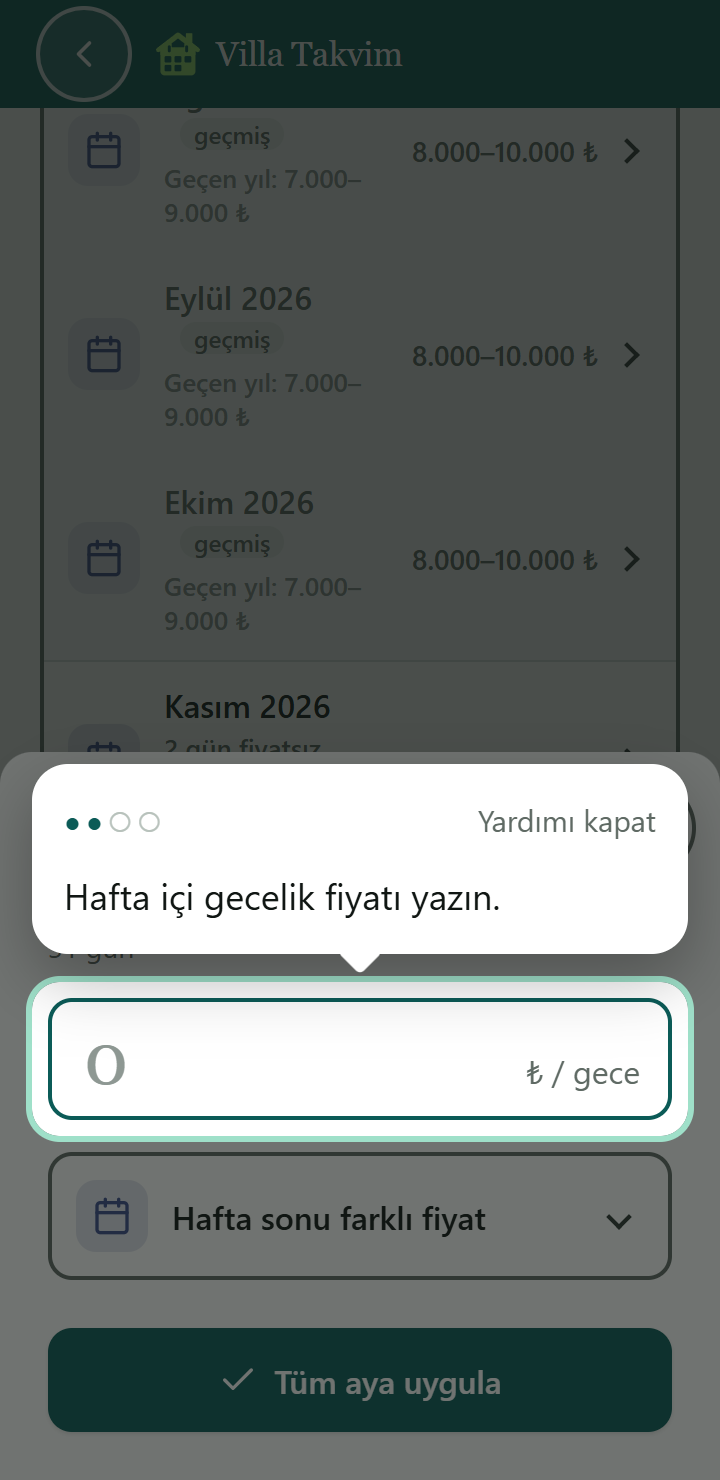 Villa Takvim
geçmiş
8.000–10.000 ₺
Geçen yıl: 7.000–
9.000 ₺
Eylül 2026
geçmiş
8.000–10.000 ₺
Geçen yıl: 7.000–
9.000 ₺
Ekim 2026
geçmiş
8.000–10.000 ₺
Geçen yıl: 7.000–
9.000 ₺
Kasım 2026
2 gün fiyatsız
Yardımı kapat
Hafta içi gecelik fiyatı yazın.
0
₺ / gece
Hafta sonu farklı fiyat
Tüm aya uygula